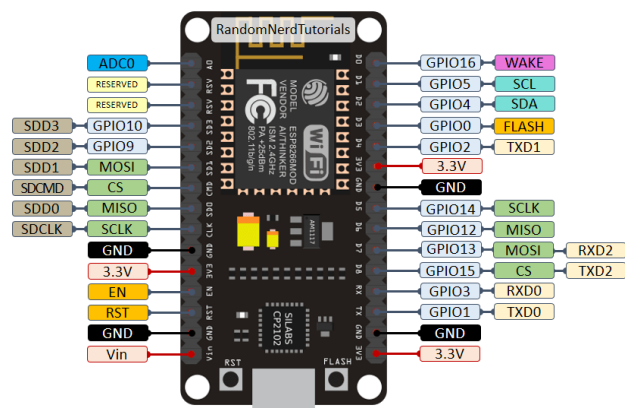 RandomNerdTutorials
ADC0
RESERVED
RESERVED
SDD3 GPIO10
SDD2 GPIO9
SDD1 MOSI
SDCMD CS
SDD0 MISO
SDCLK SCLK
GND
3.3V
EN
RST
GND
Vin
A0
RSV
RSV
SD3
SD2
SD1
CMD
SD0
CLK
GND
3V3
EN
RST
GND
Vin
MODEL ESP8266MOD
VENDOR AITHINKER
ISM 2.4GHz
PA +25dBm
802.11b/g/n
FC
WiFi
AM1117
SILABS
CP2102
RST
FLASH
D0
D1
D2
D3
D4
3V3
GND
D5
D6
D7
D8
RX
TX
GND
3V3
GPIO16 WAKE
GPIO5 SCL
GPIO4 SDA
GPIO0 FLASH
GPIO2 TXD1
3.3V
GND
GPIO14 SCLK
GPIO12 MISO
GPIO13 MOSI RXD2
GPIO15 CS TXD2
GPIO3 RXD0
GPIO1 TXD0
GND
3.3V